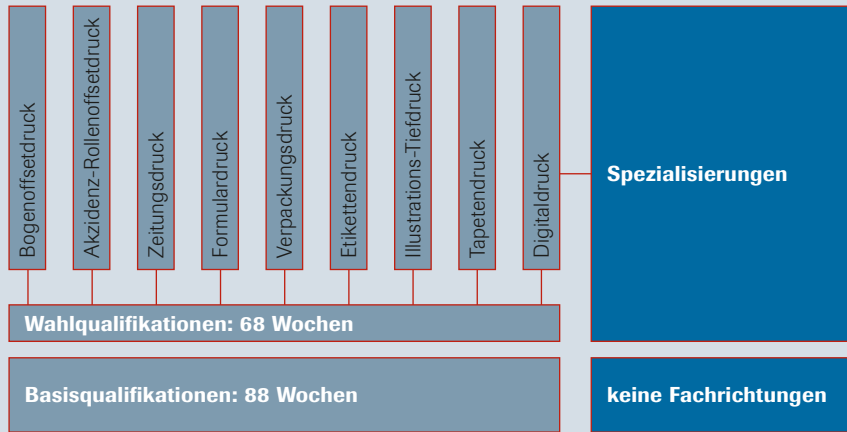 Bogenoffsetdruck
Akzidenz-Rollenoffsetdruck
Zeitungsdruck
Formulardruck
Verpackungsdruck
Etikettendruck
Illustrations-Tiefdruck
Tapetendruck
Digitaldruck
Spezialisierungen
Wahlqualifikationen: 68 Wochen
Basisqualifikationen: 88 Wochen
keine Fachrichtungen